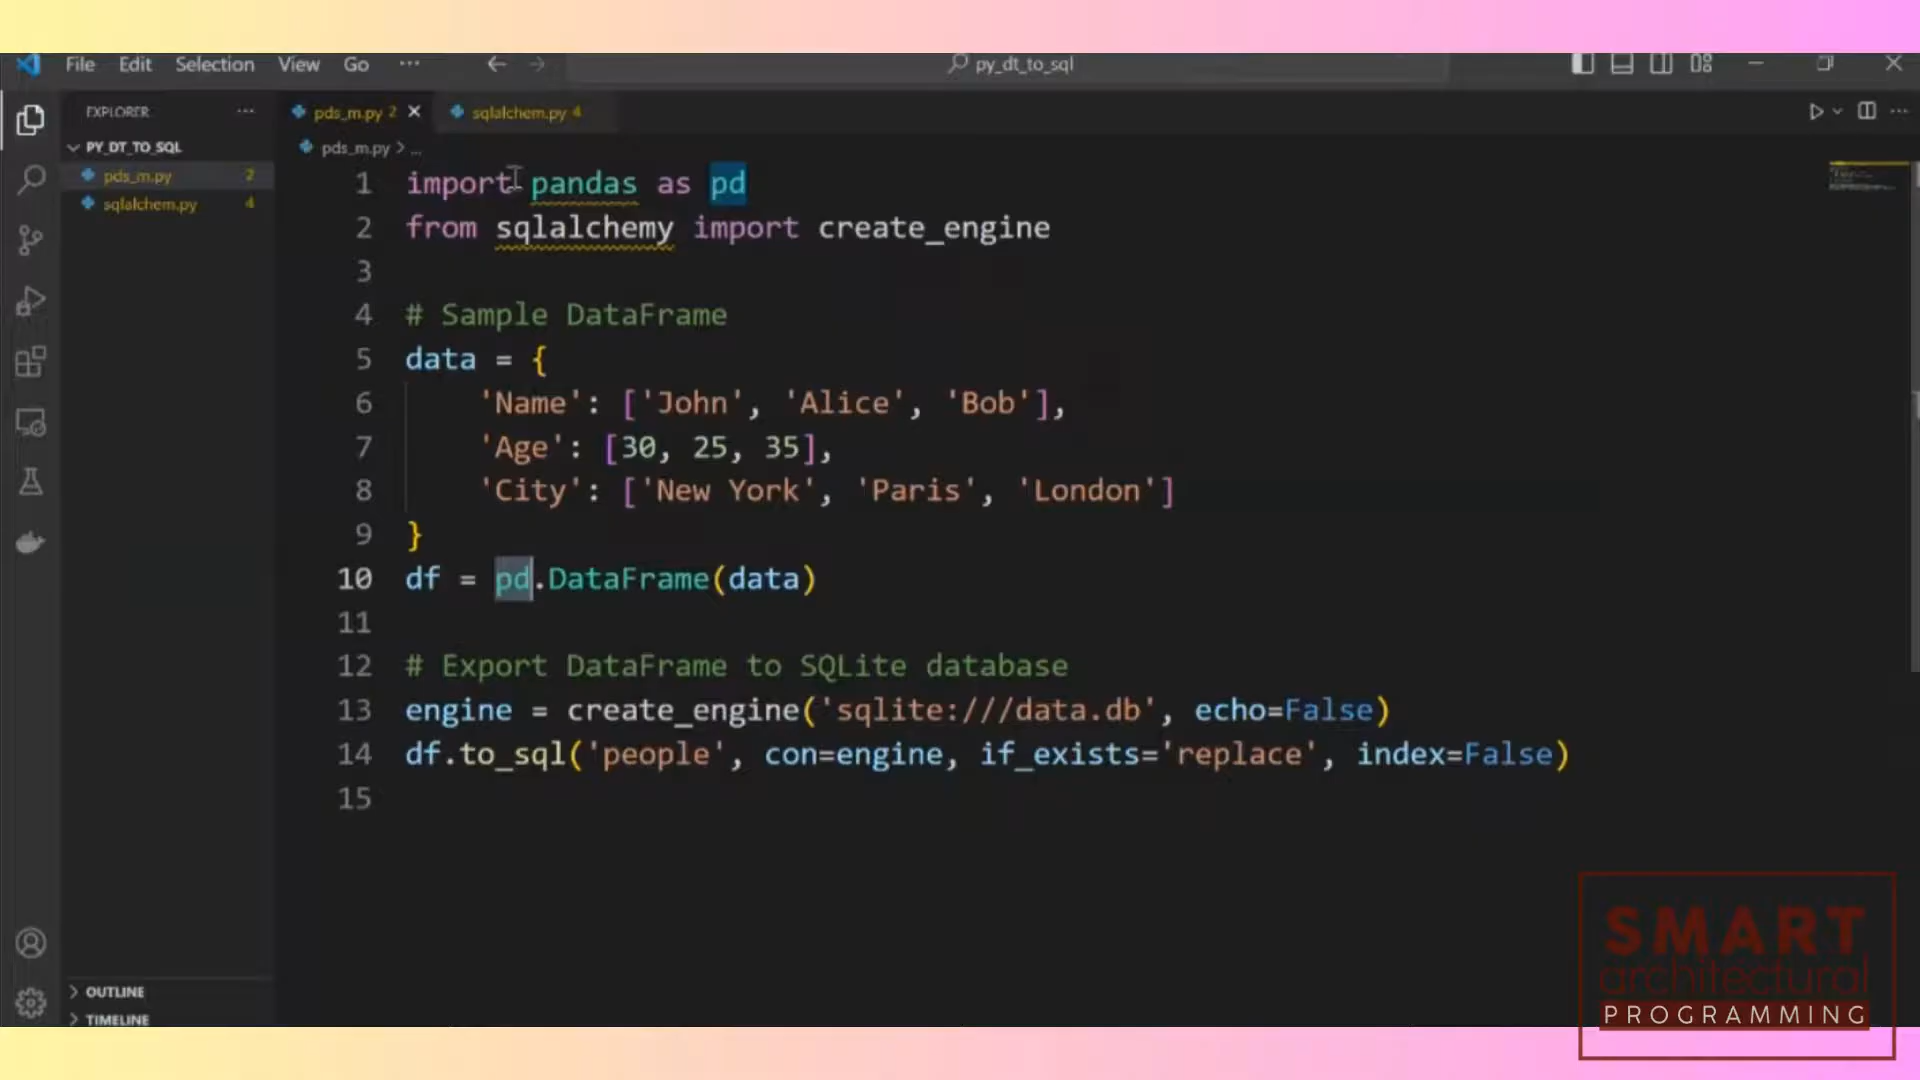 File Edit Selection View Go ··· py_dt_to_sql
EXPLORER ···
pds_m.py 2
sqlalchem.py 4
PY_DT_TO_SQL
pds_m.py 2
sqlalchem.py 4
pds_m.py > ...
1 import pandas as pd
2 from sqlalchemy import create_engine
3
4 # Sample DataFrame
5 data = {
6 'Name': ['John', 'Alice', 'Bob'],
7 'Age': [30, 25, 35],
8 'City': ['New York', 'Paris', 'London']
9 }
10 df = pd.DataFrame(data)
11
12 # Export DataFrame to SQLite database
13 engine = create_engine('sqlite:///data.db', echo=False)
14 df.to_sql('people', con=engine, if_exists='replace', index=False)
15
OUTLINE
TIMELINE
SMART
architectural
PROGRAMMING